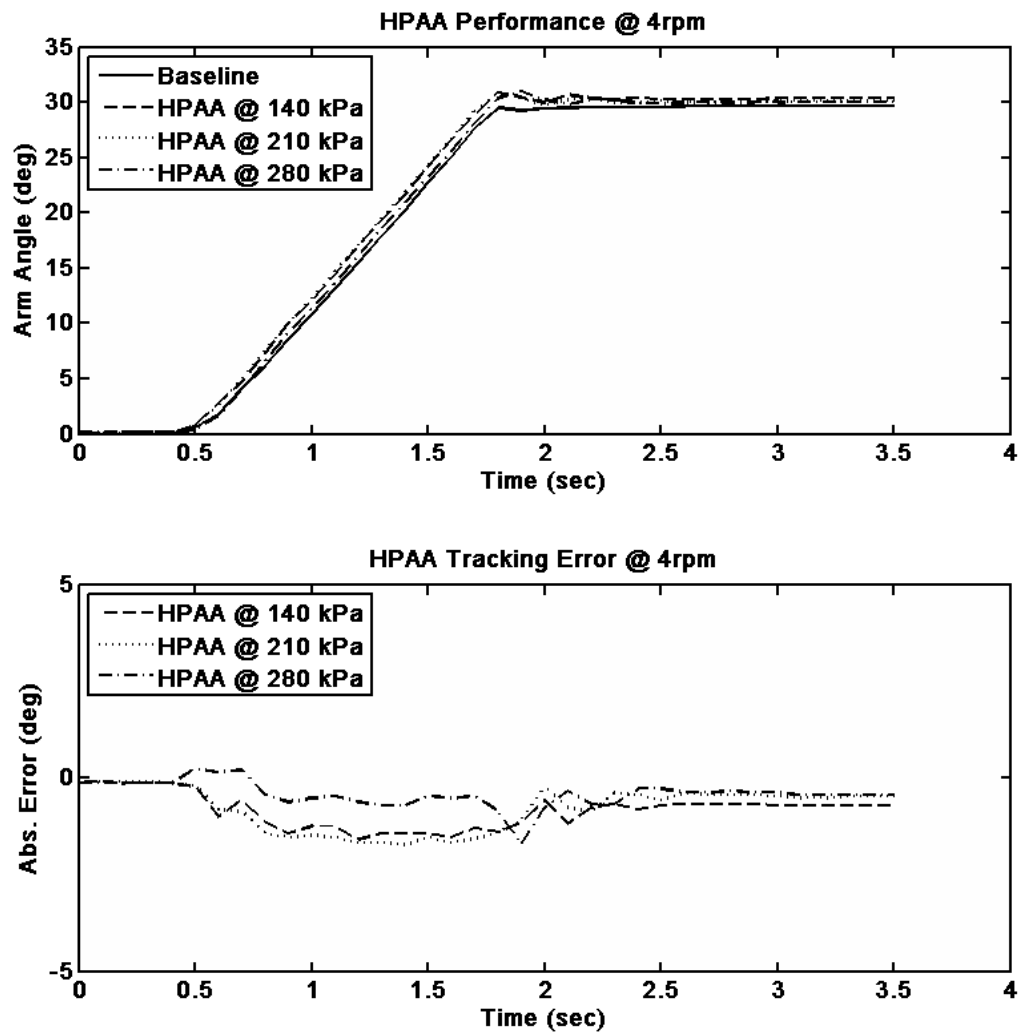 HPAA Performance @ 4rpm
35
30
25
20
15
10
5
0
Arm Angle (deg)
Baseline
HPAA @ 140 kPa
HPAA @ 210 kPa
HPAA @ 280 kPa
0 0.5 1 1.5 2 2.5 3 3.5 4
Time (sec)
HPAA Tracking Error @ 4rpm
5
0
-5
Abs. Error (deg)
HPAA @ 140 kPa
HPAA @ 210 kPa
HPAA @ 280 kPa
0 0.5 1 1.5 2 2.5 3 3.5 4
Time (sec)